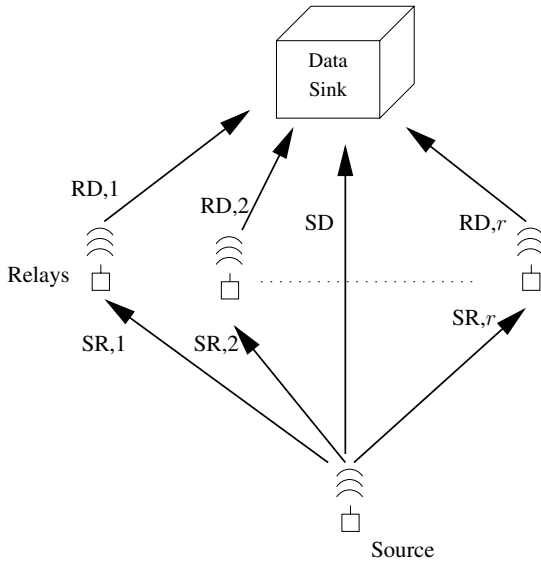 Data
Sink
RD,1
RD,2
SD
RD,r
Relays
SR,1
SR,2
SR,r
Source